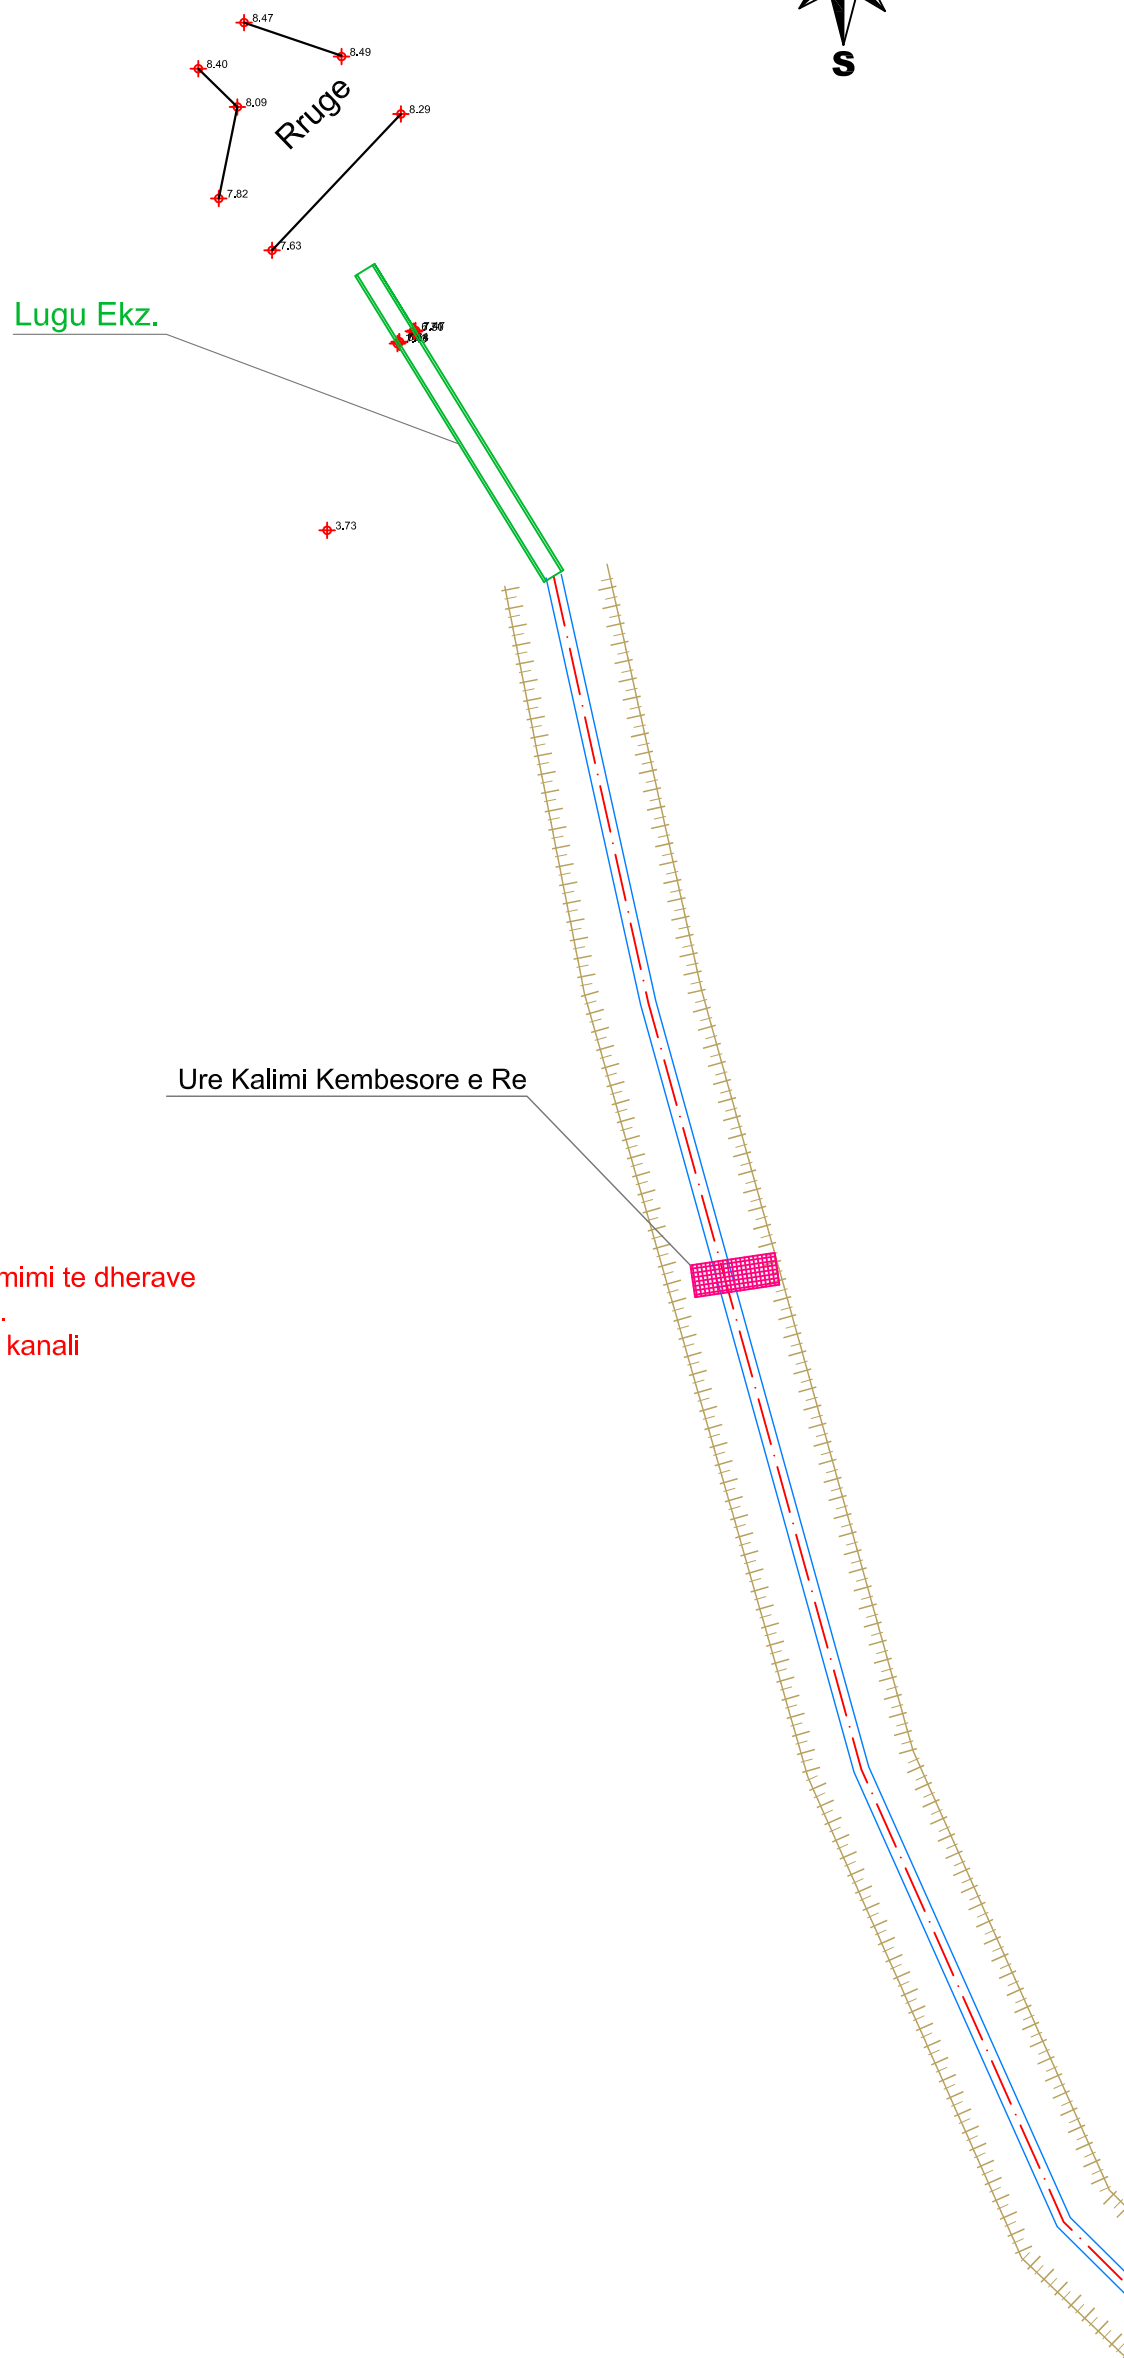 S
8.47
8.49
8.40
8.09
8.29
Rruge
7.82
7.63
Lugu Ekz.
3.73
Ure Kalimi Kembesore e Re
te dherave
.
kanali